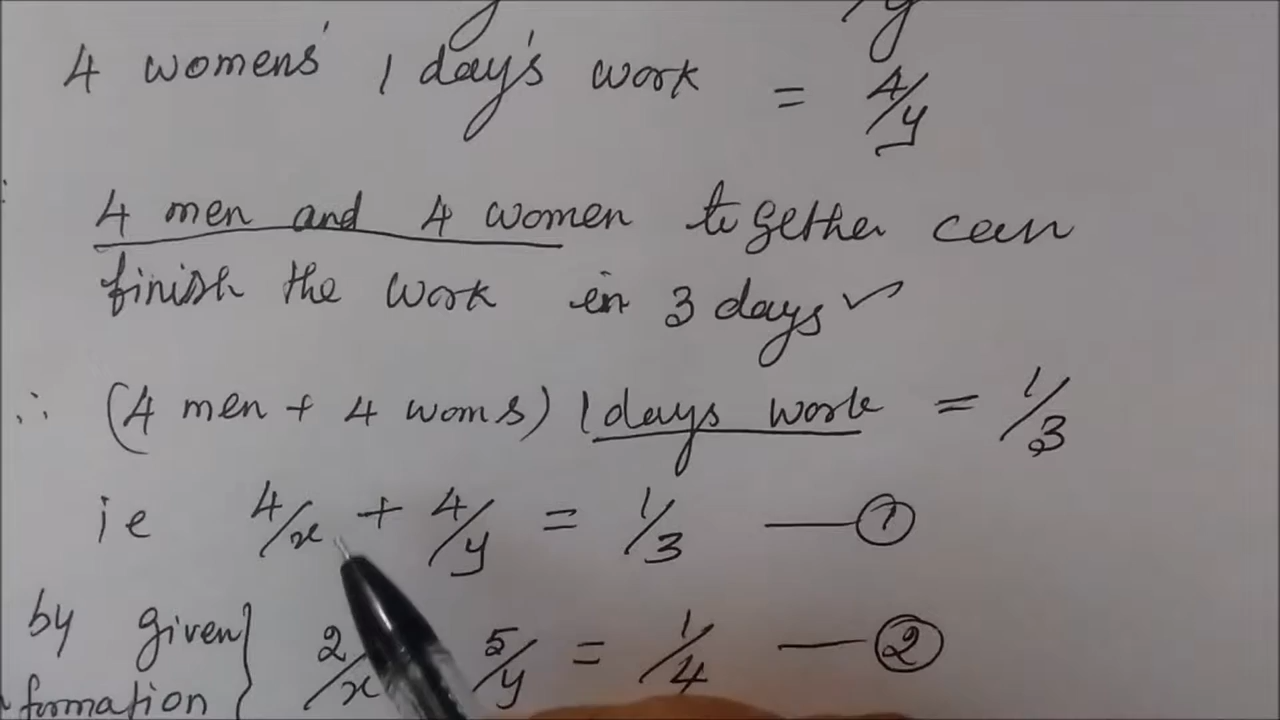 4 womens' 1 day's work = 4/y
4 men and 4 women together can
finish the work in 3 days ✓
∴ (4 men + 4 woms) 1 days work = 1/3
ie 4/x + 4/y = 1/3 —— ①
by given } 2/x 5/y = 1/4 —— ②
formation